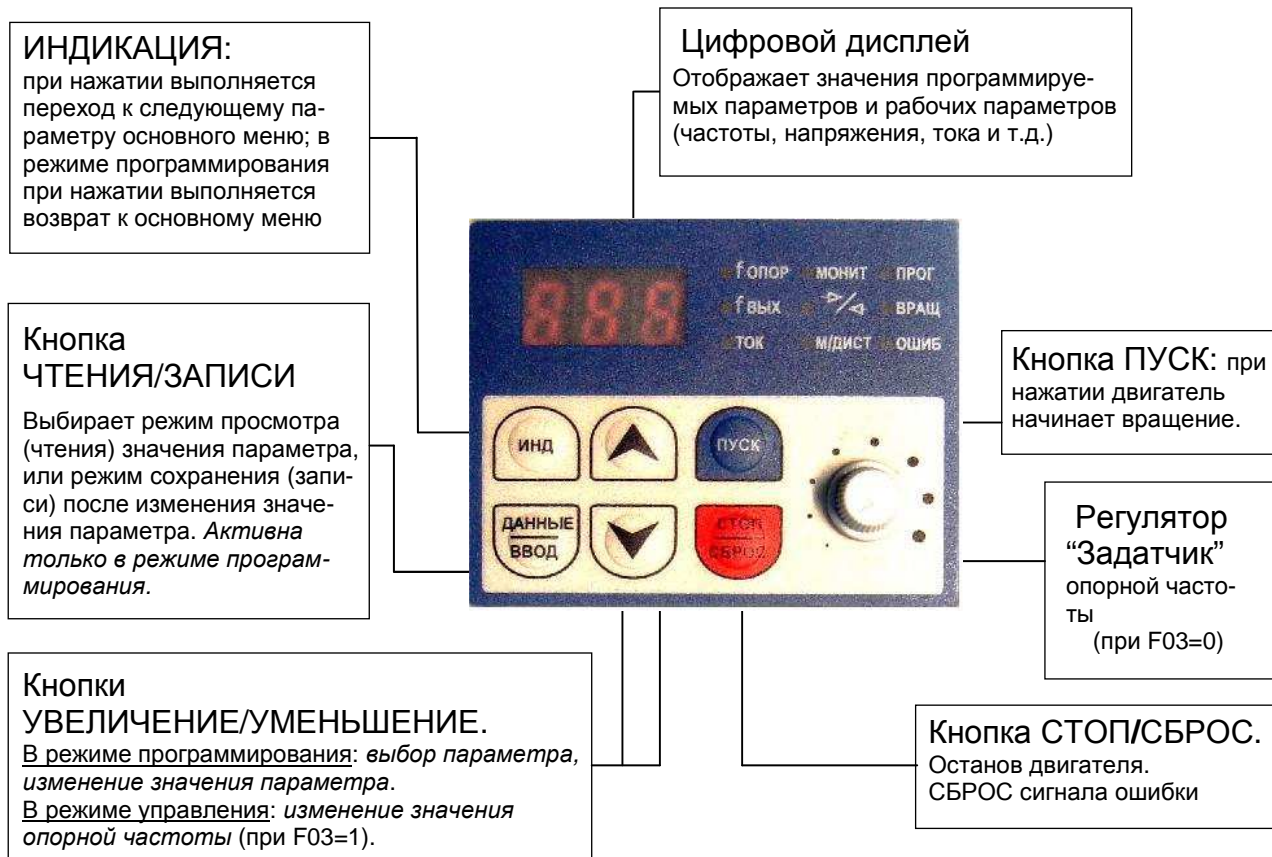 ИНДИКАЦИЯ:
при нажатии выполняется
переход к следующему па-
раметру основного меню; в
режиме программирования
при нажатии выполняется
возврат к основному меню
Цифровой дисплей
Отображает значения программируе-
мых параметров и рабочих параметров
(частоты, напряжения, тока и т.д.)
Кнопка
ЧТЕНИЯ/ЗАПИСИ
Выбирает режим просмотра
(чтения) значения параметра,
или режим сохранения (запи-
си) после изменения значе-
ния параметра. Активна
только в режиме програм-
мирования.
888
f ОПОР МОНИТ ПРОГ
f ВЫХ ВРАЩ
ТОК М/ДИСТ ОШИБ
ИНД
ПУСК
ДАННЫЕ
ВВОД
СТОП
СБРОС
Кнопка ПУСК: при
нажатии двигатель
начинает вращение.
Регулятор
“Задатчик”
опорной часто-
ты
(при F03=0)
Кнопки
УВЕЛИЧЕНИЕ/УМЕНЬШЕНИЕ.
В режиме программирования: выбор параметра,
изменение значения параметра.
В режиме управления: изменение значения
опорной частоты (при F03=1).
Кнопка СТОП/СБРОС.
Останов двигателя.
СБРОС сигнала ошибки